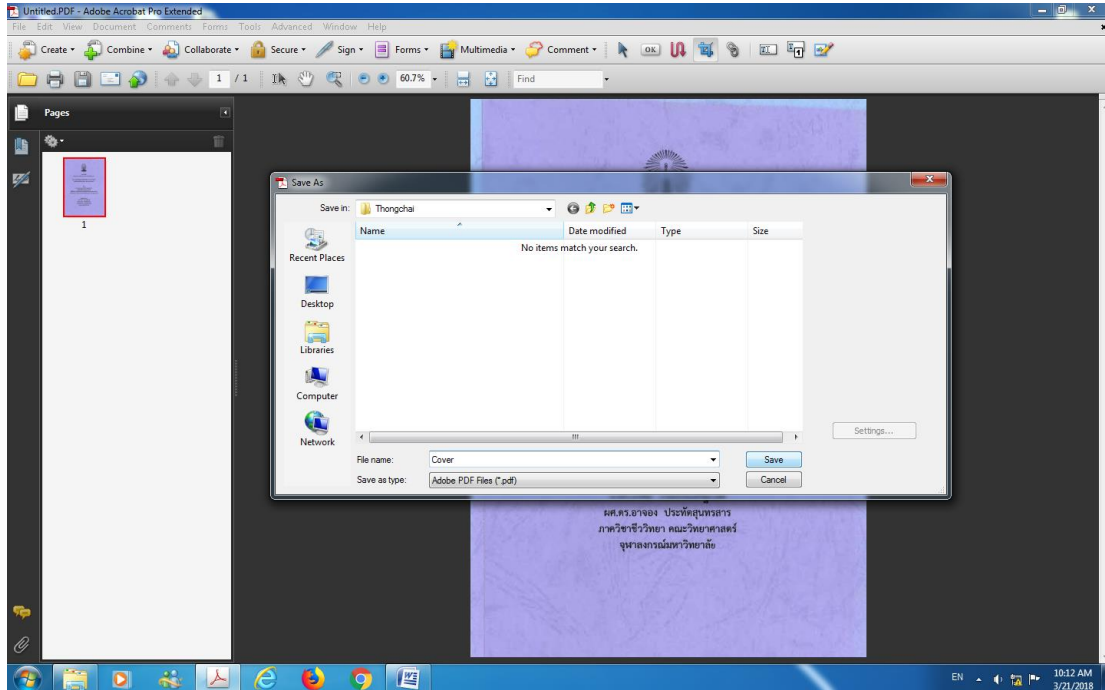 Untitled.PDF - Adobe Acrobat Pro Extended
File Edit View Document Comments Forms Tools Advanced Window Help
Create Combine Collaborate Secure Sign Forms Multimedia Comment OK
1 / 1 60.7% Find
Pages
1
Save As
Save in: Thongchai
Name Date modified Type Size
No items match your search.
Recent Places
Desktop
Libraries
Computer
Network
Settings...
File name: Cover Save
Save as type: Adobe PDF Files (*.pdf) Cancel
ผศ.ดร.อาจอง ประทัตสุนทรสาร
ภาควิชาชีววิทยา คณะวิทยาศาสตร์
จุฬาลงกรณ์มหาวิทยาลัย
EN 10:12 AM
3/21/2018